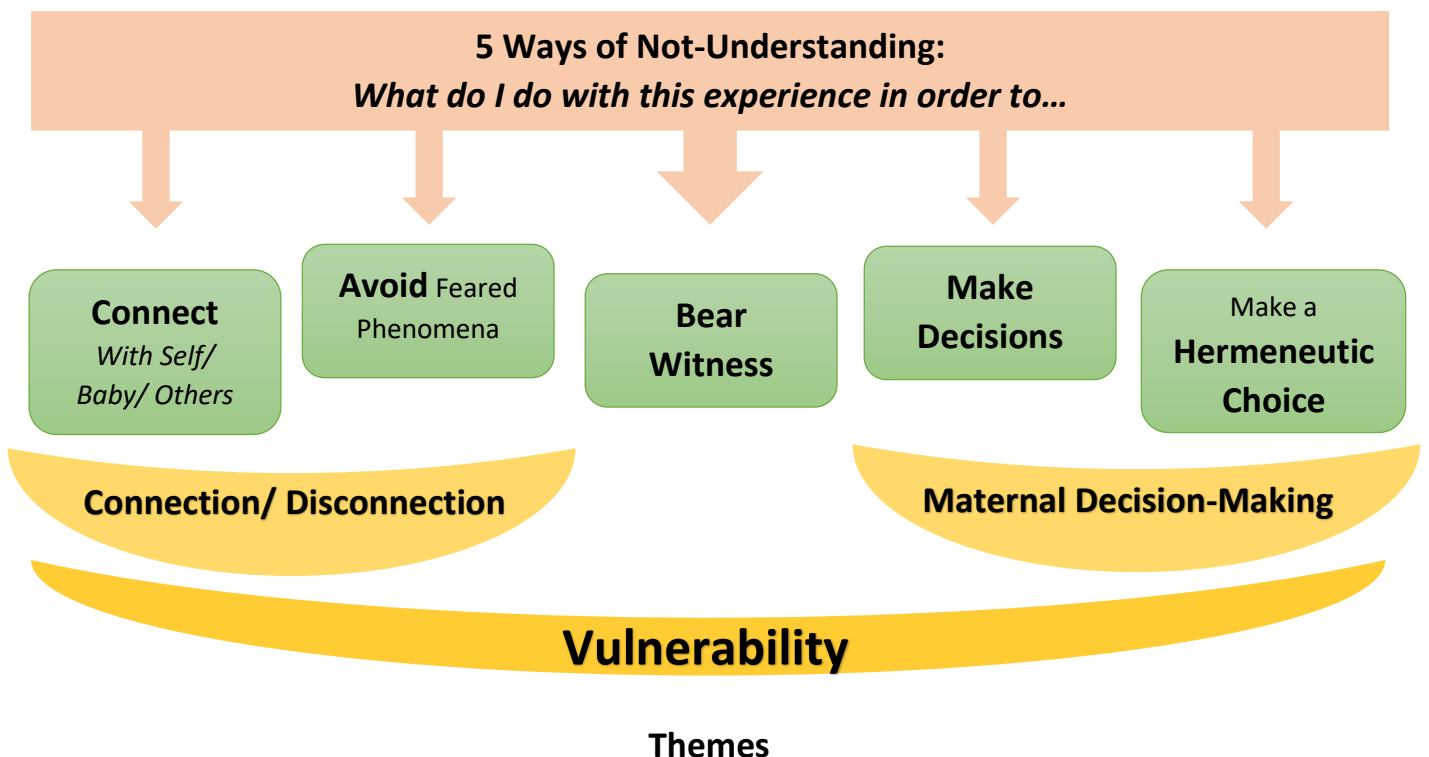 5 Ways of Not-Understanding:
What do I do with this experience in order to…
Connect
With Self/
Baby/ Others
Avoid Feared
Phenomena
Bear
Witness
Make
Decisions
Make a
Hermeneutic
Choice
Connection/ Disconnection
Maternal Decision-Making
Vulnerability
Themes